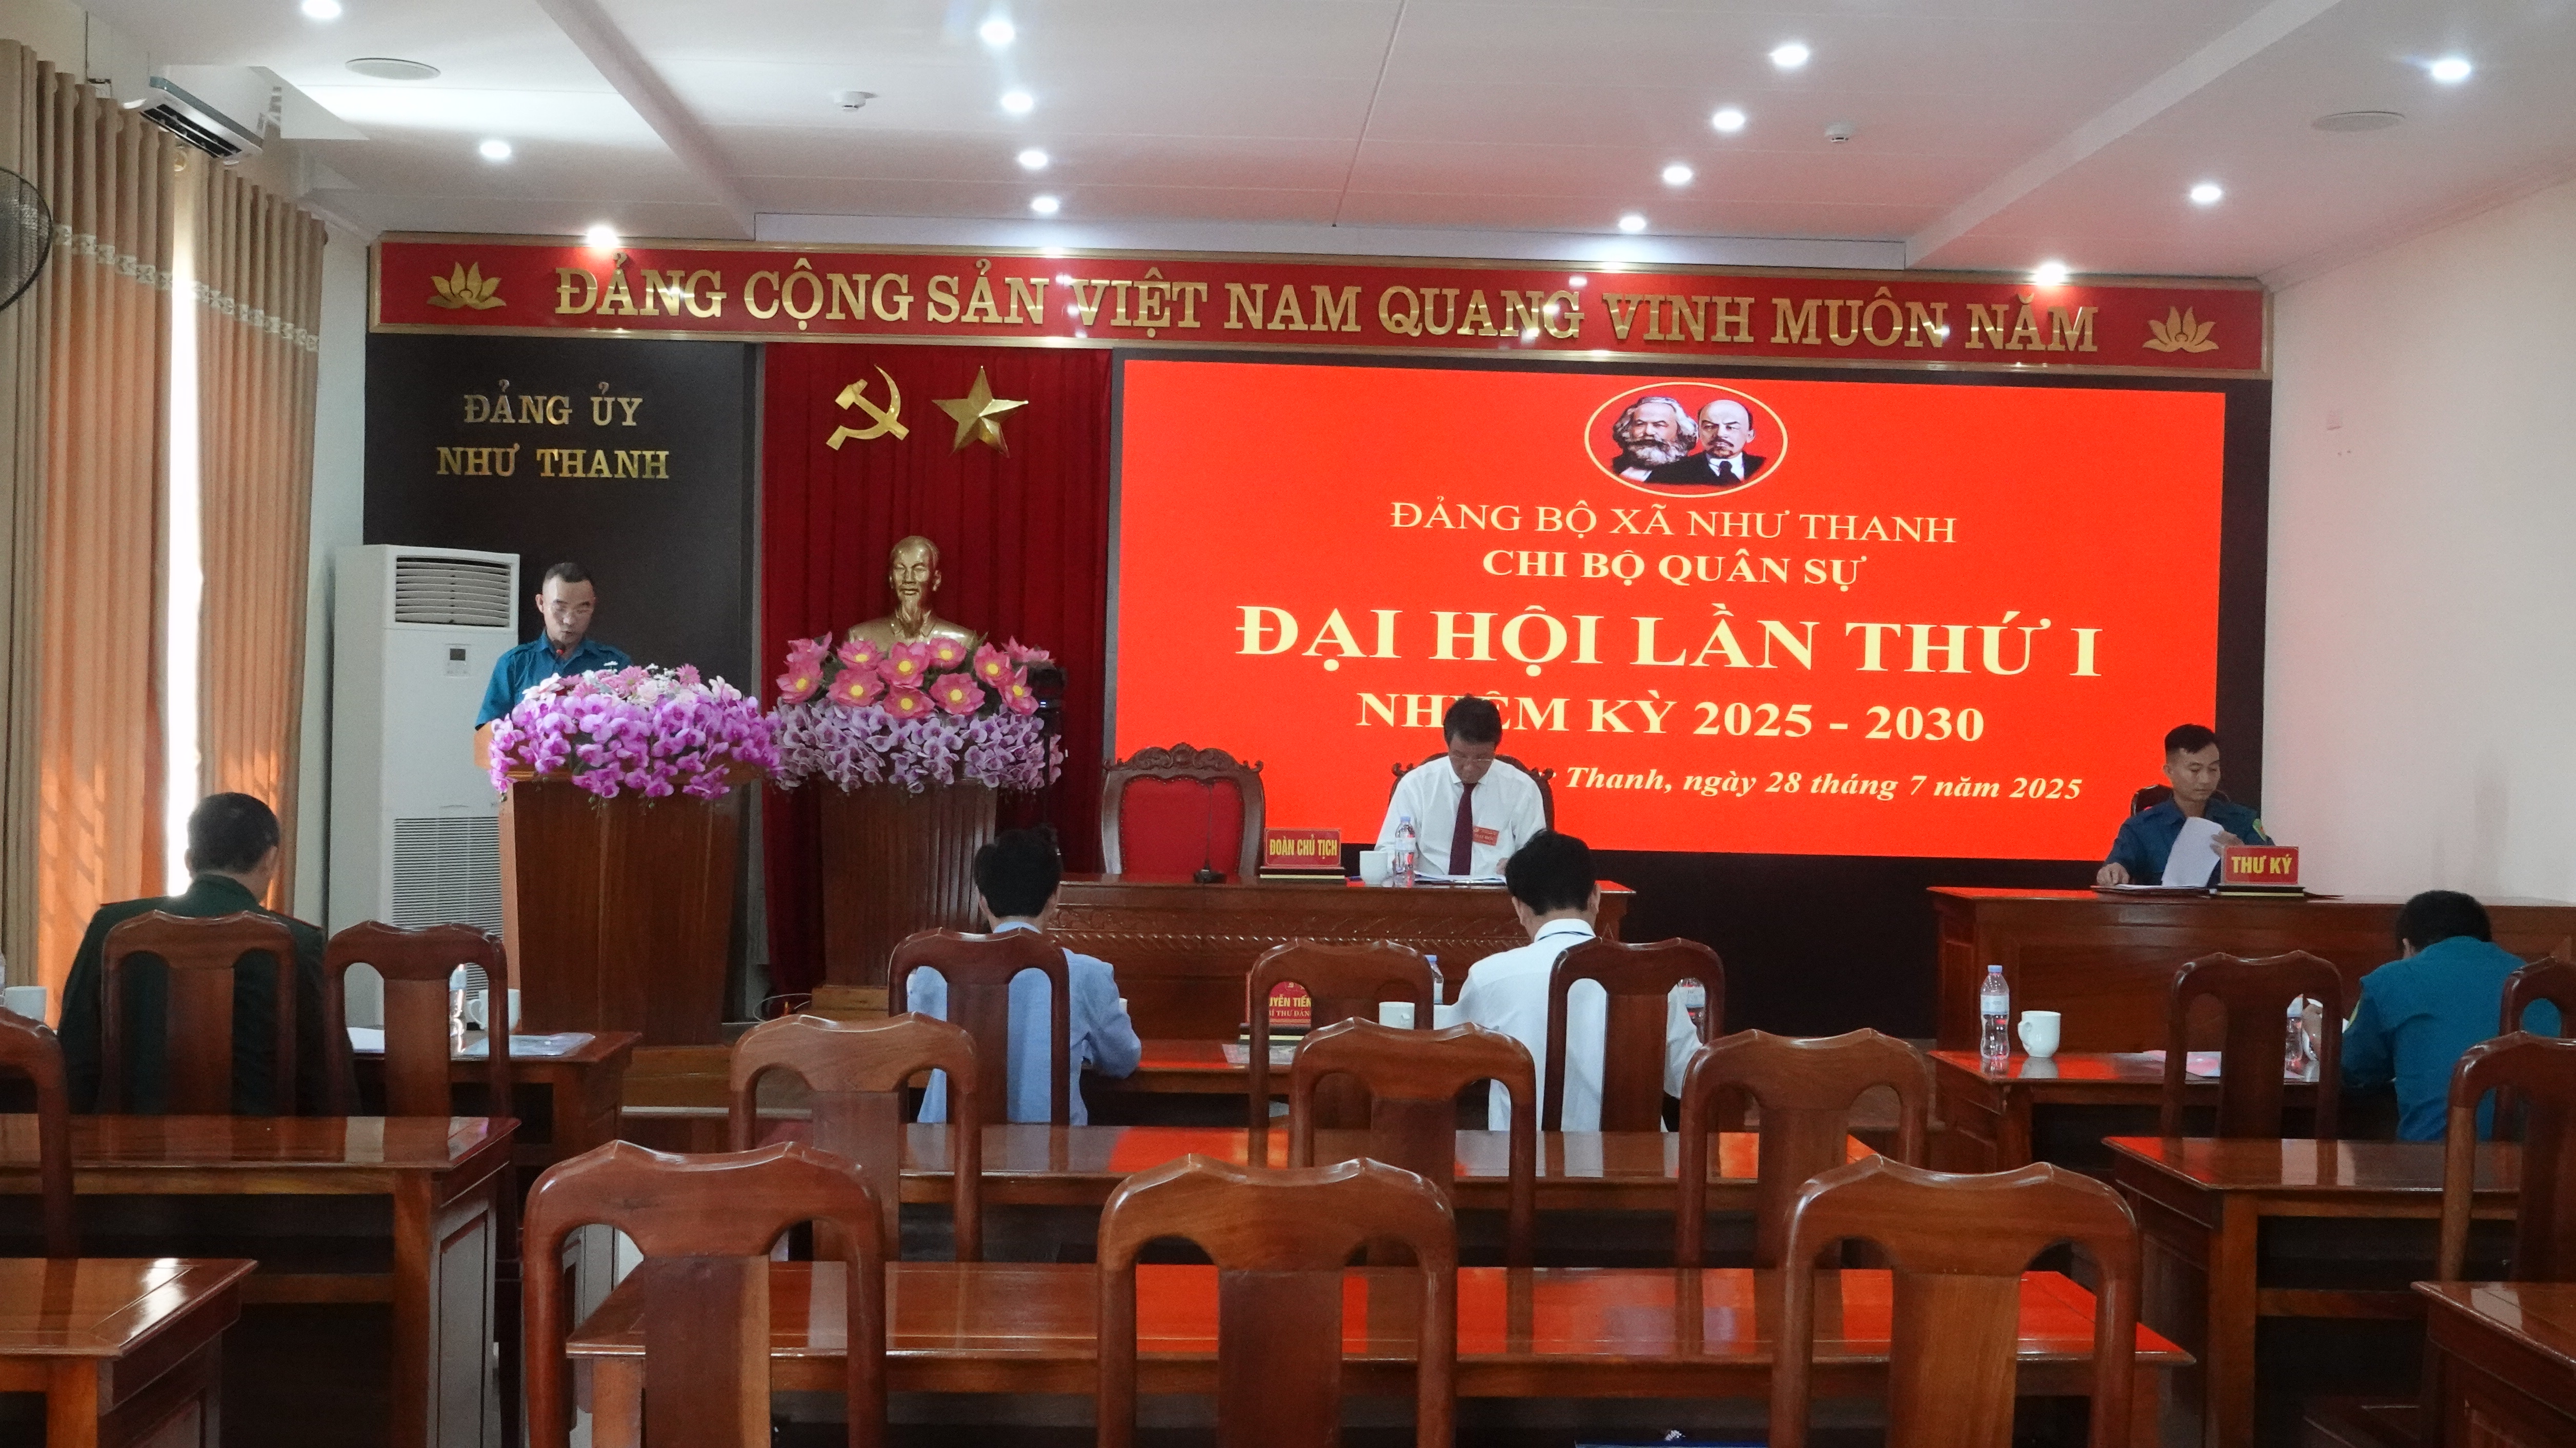 ĐẢNG CỘNG SẢN VIỆT NAM QUANG VINH MUÔN NĂM
ĐẢNG ỦY
NHƯ THANH
ĐẢNG BỘ XÃ NHƯ THANH
CHI BỘ QUÂN SỰ
ĐẠI HỘI LẦN THỨ I
NHIỆM KỲ 2025 - 2030
Thanh, ngày 28 tháng 7 năm 2025
ĐOÀN CHỦ TỊCH
THƯ KÝ